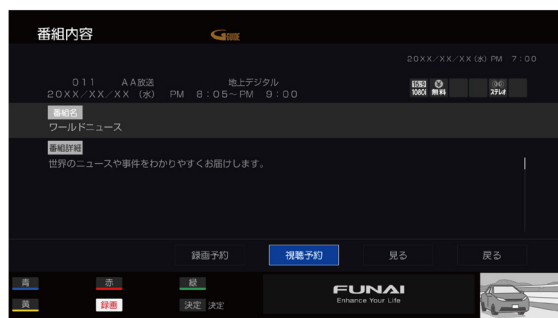 番組内容
G GUIDE
20XX/XX/XX(水) PM 7:00
011 AA放送 地上デジタル
20XX/XX/XX (水) PM 8:05~PM 9:00
1080i 無料 ステレオ
番組名
ワールドニュース
番組詳細
世界のニュースや事件をわかりやすくお届けします。
録画予約 視聴予約 見る 戻る
青 赤 緑
黄 録画 決定 決定
FUNAI
Enhance Your Life